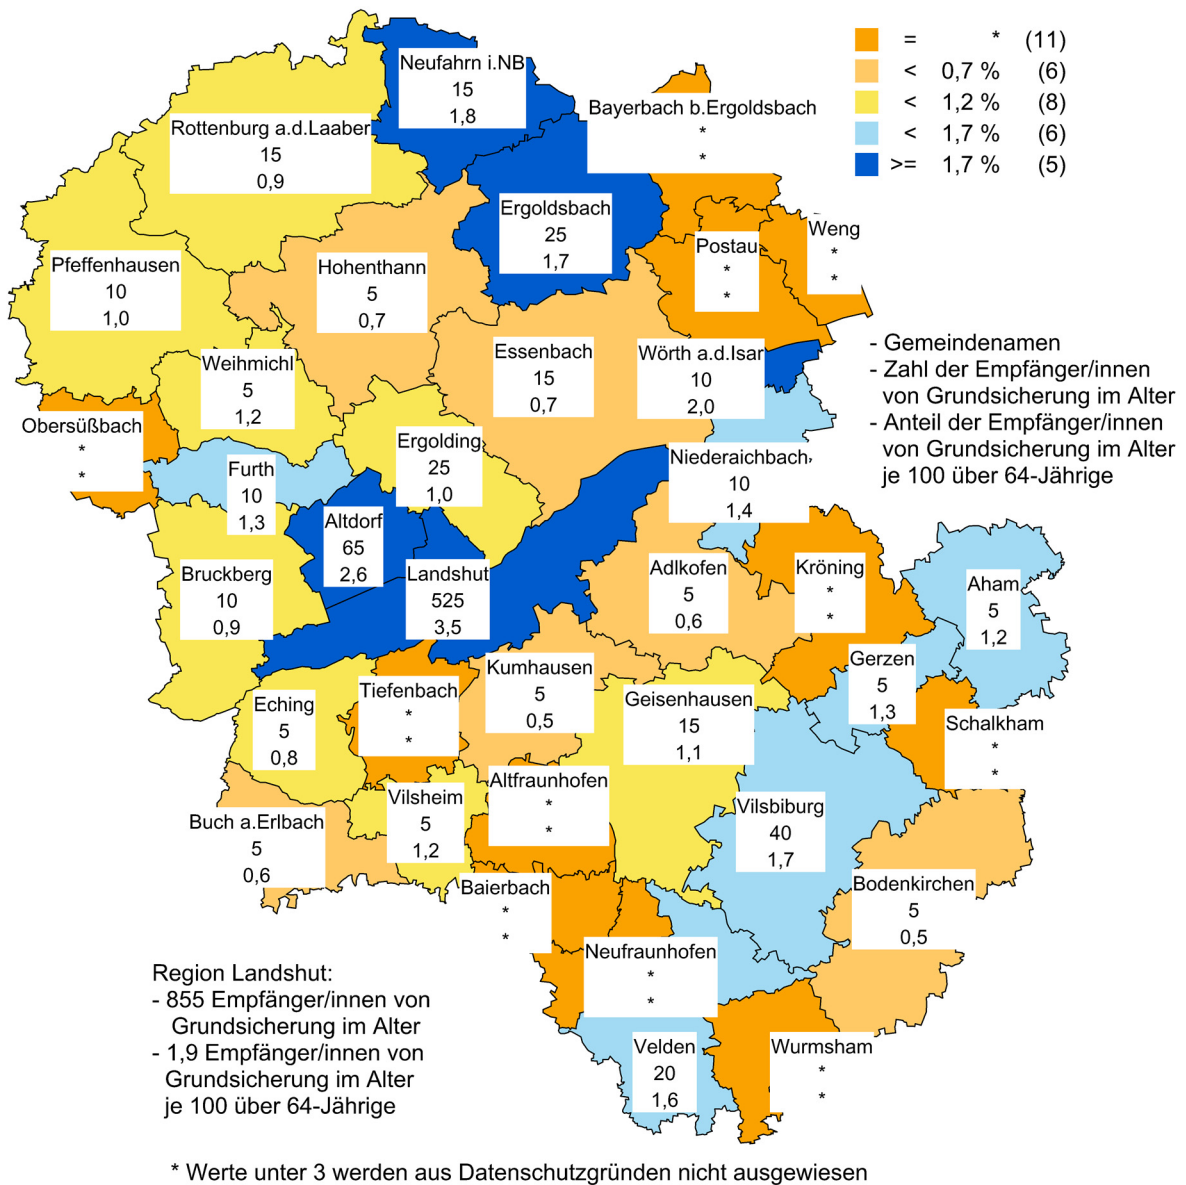 = * (11)
< 0,7 % (6)
< 1,2 % (8)
< 1,7 % (6)
>= 1,7 % (5)
Neufahrn i.NB
15
1,8
Bayerbach b.Ergoldsbach
*
*
Rottenburg a.d.Laaber
15
0,9
Ergoldsbach
25
1,7
Weng
*
*
Postau
*
*
Pfeffenhausen
10
1,0
Hohenthann
5
0,7
Essenbach
15
0,7
Wörth a.d.Isar
10
2,0
- Gemeindenamen
- Zahl der Empfänger/innen
von Grundsicherung im Alter
- Anteil der Empfänger/innen
von Grundsicherung im Alter
je 100 über 64-Jährige
Weihmichl
5
1,2
Obersüßbach
*
*
Ergolding
25
1,0
Furth
10
1,3
Niederaichbach
10
1,4
Altdorf
65
2,6
Landshut
525
3,5
Bruckberg
10
0,9
Adlkofen
5
0,6
Kröning
*
*
Aham
5
1,2
Gerzen
5
1,3
Kumhausen
5
0,5
Tiefenbach
*
*
Eching
5
0,8
Geisenhausen
15
1,1
Schalkham
*
*
Altfraunhofen
*
*
Vilsheim
5
1,2
Vilsbiburg
40
1,7
Buch a.Erlbach
5
0,6
Baierbach
*
*
Bodenkirchen
5
0,5
Neufraunhofen
*
*
Velden
20
1,6
Wurmsham
*
*
Region Landshut:
- 855 Empfänger/innen von
Grundsicherung im Alter
- 1,9 Empfänger/innen von
Grundsicherung im Alter
je 100 über 64-Jährige
* Werte unter 3 werden aus Datenschutzgründen nicht ausgewiesen